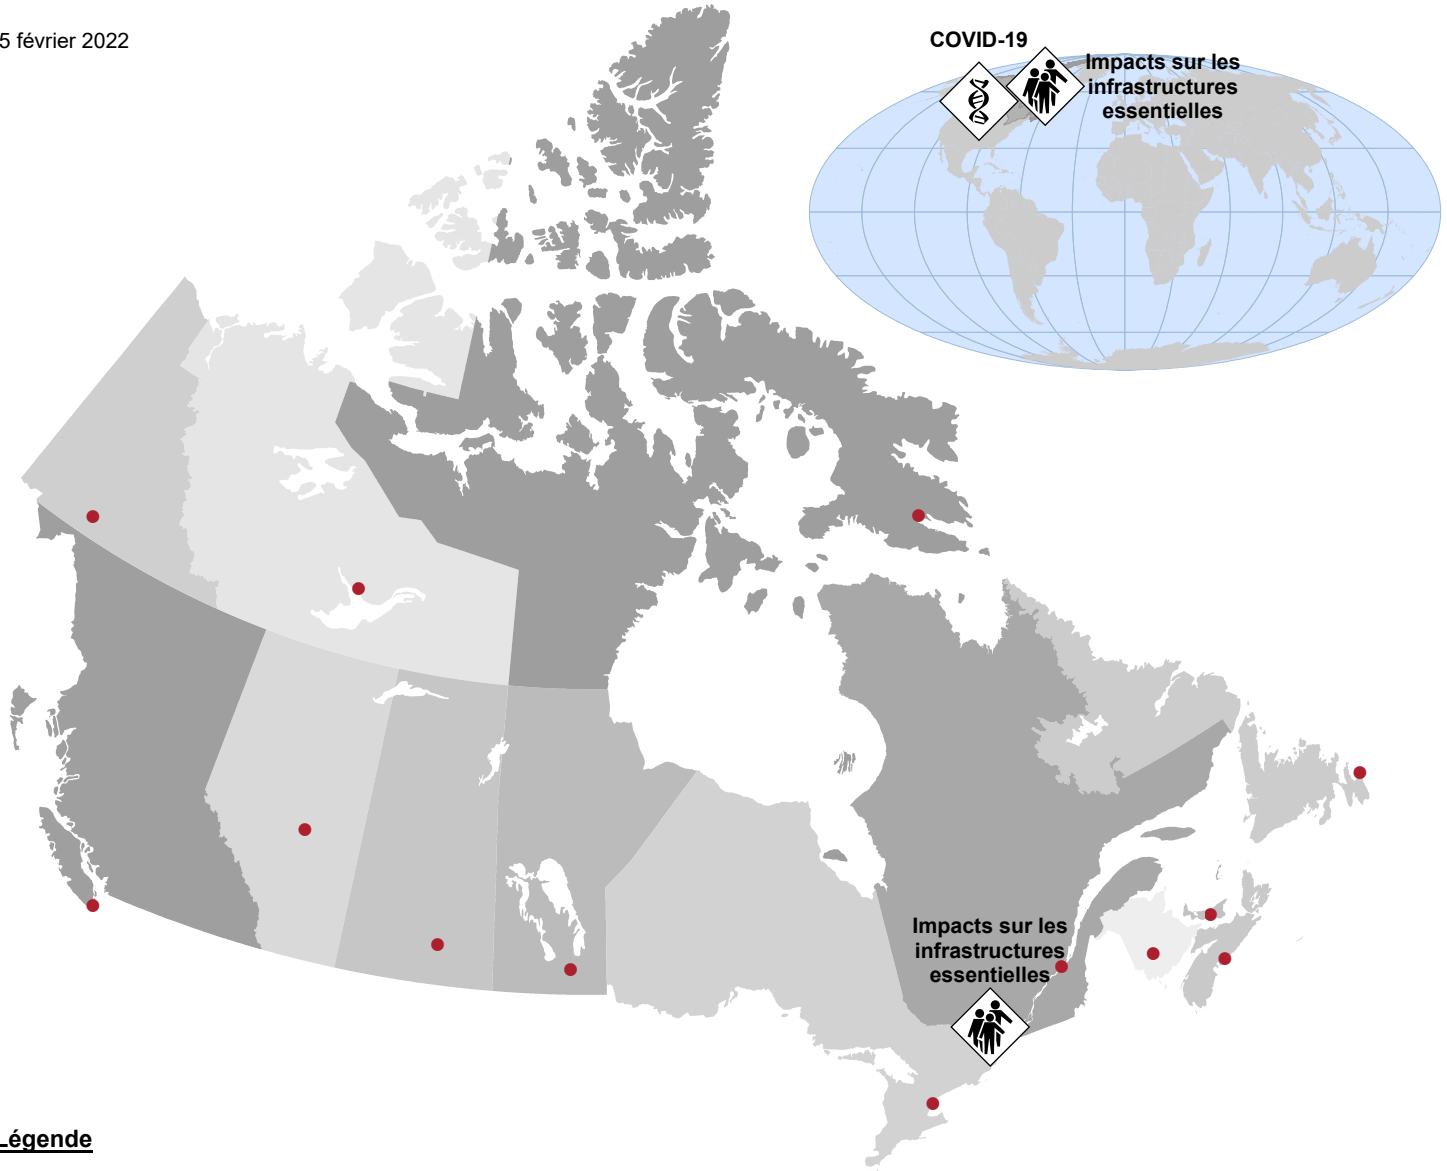 5 février 2022
COVID-19
Impacts sur les
infrastructures
essentielles
Impacts sur les
infrastructures
essentielles
Légende